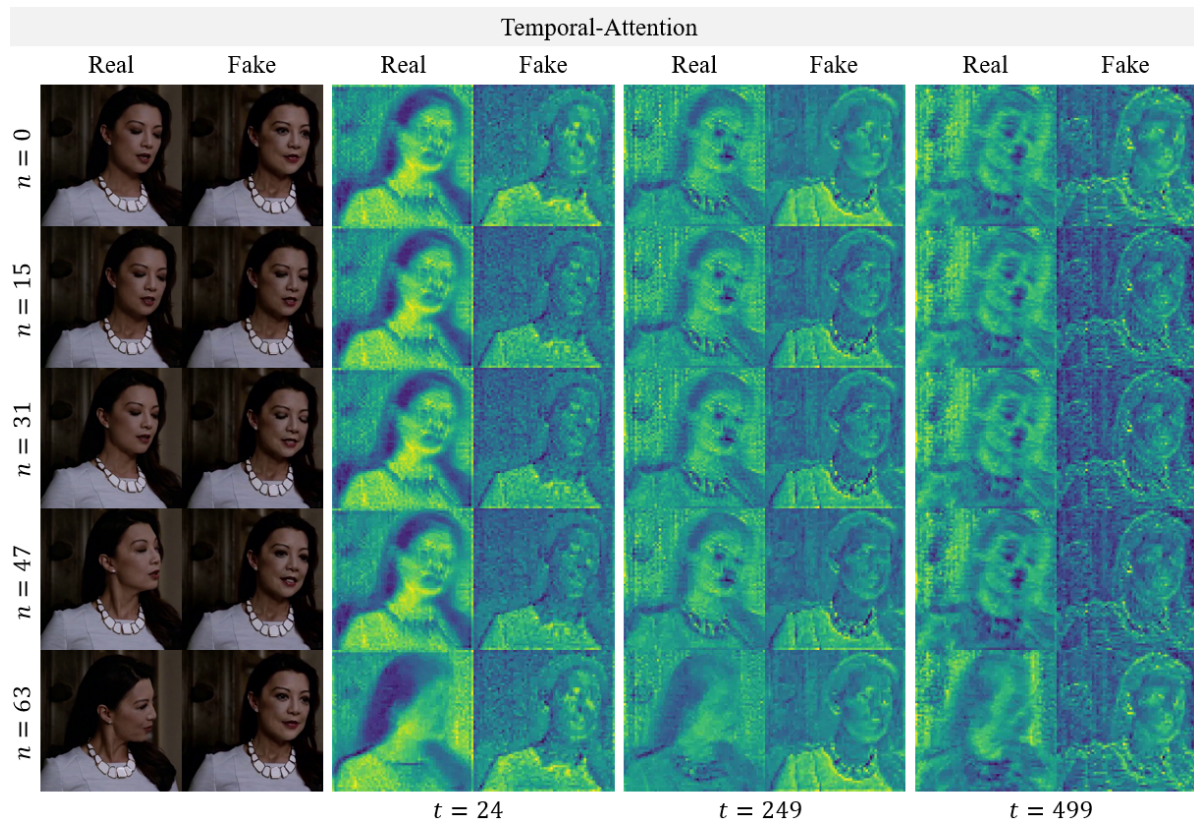 Temporal-Attention
Real Fake Real Fake Real Fake Real Fake
n = 0
n = 15
n = 31
n = 47
n = 63
t = 24 t = 249 t = 499